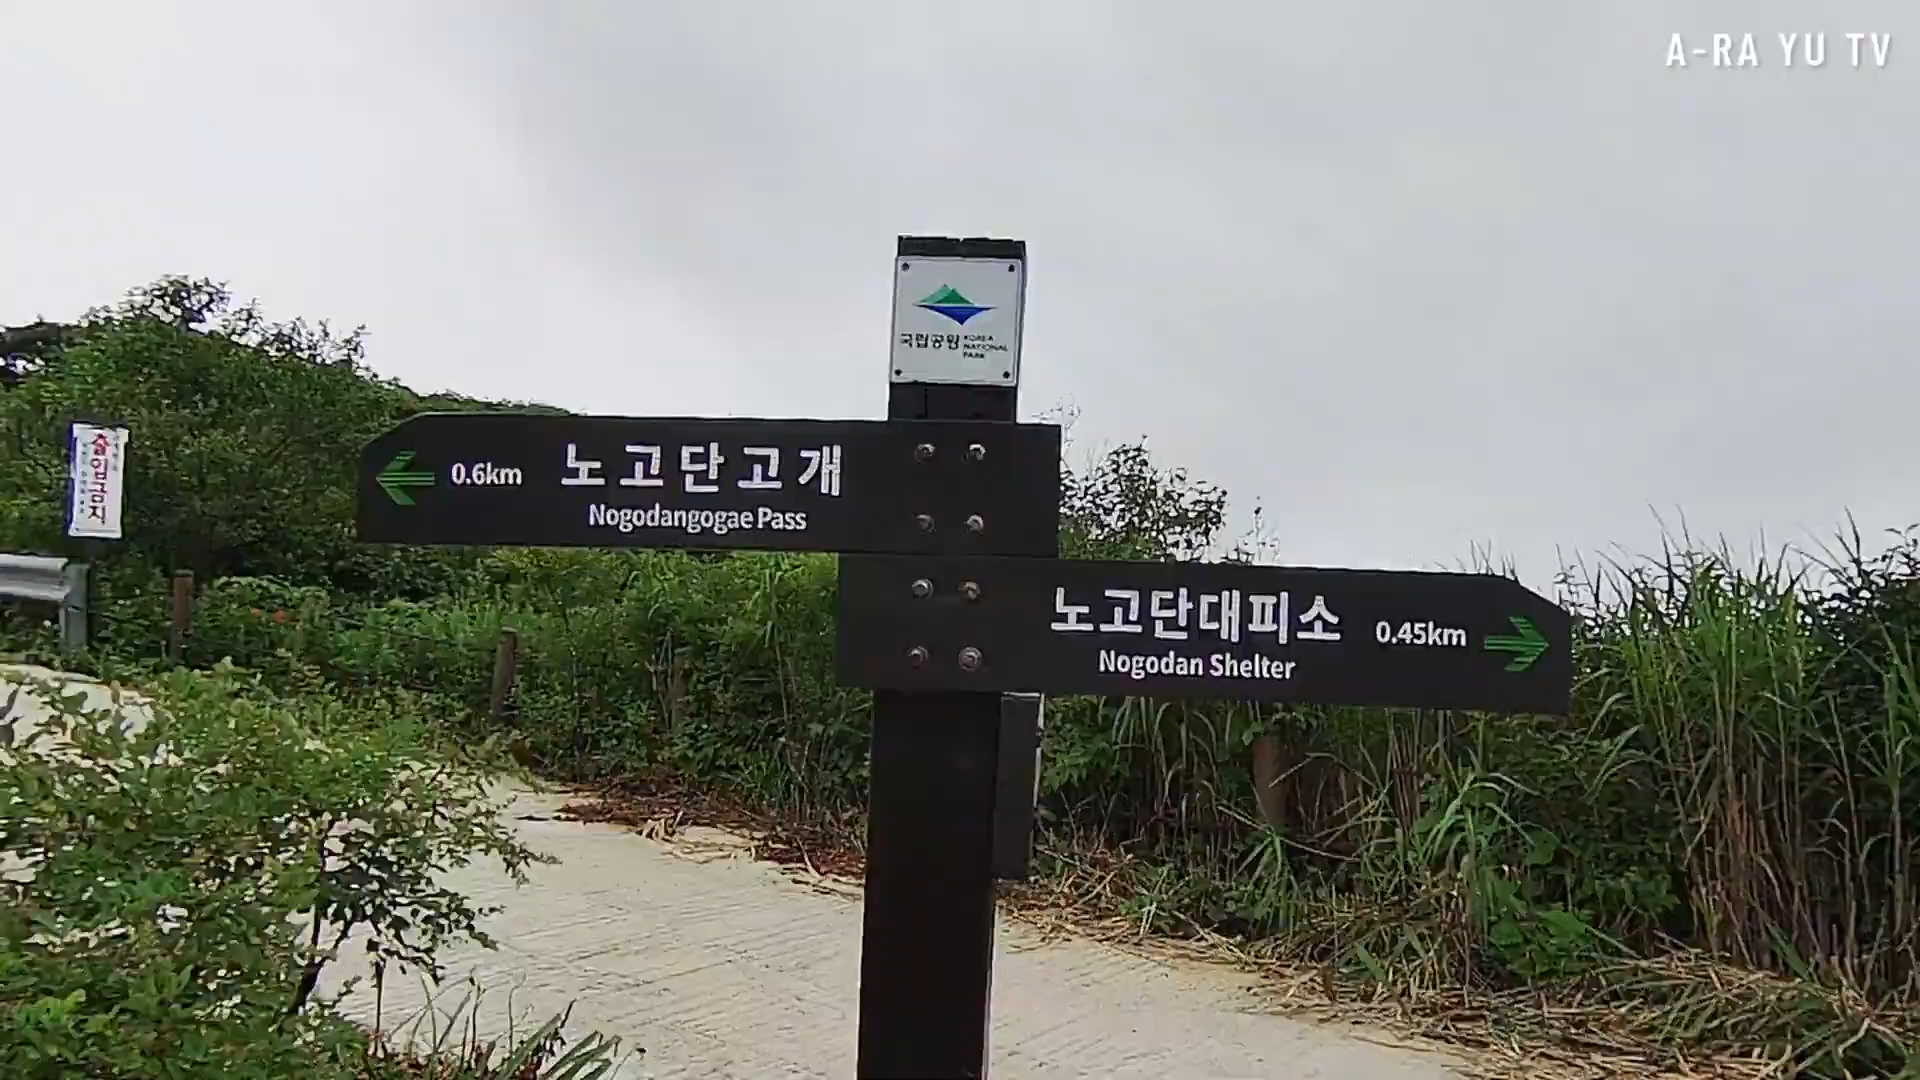 A-RA YU TV
국립공원
KOREA
NATIONAL
PARK
출입금지
0.6km 노고단고개
Nogodangogae Pass
노고단대피소 0.45km
Nogodan Shelter